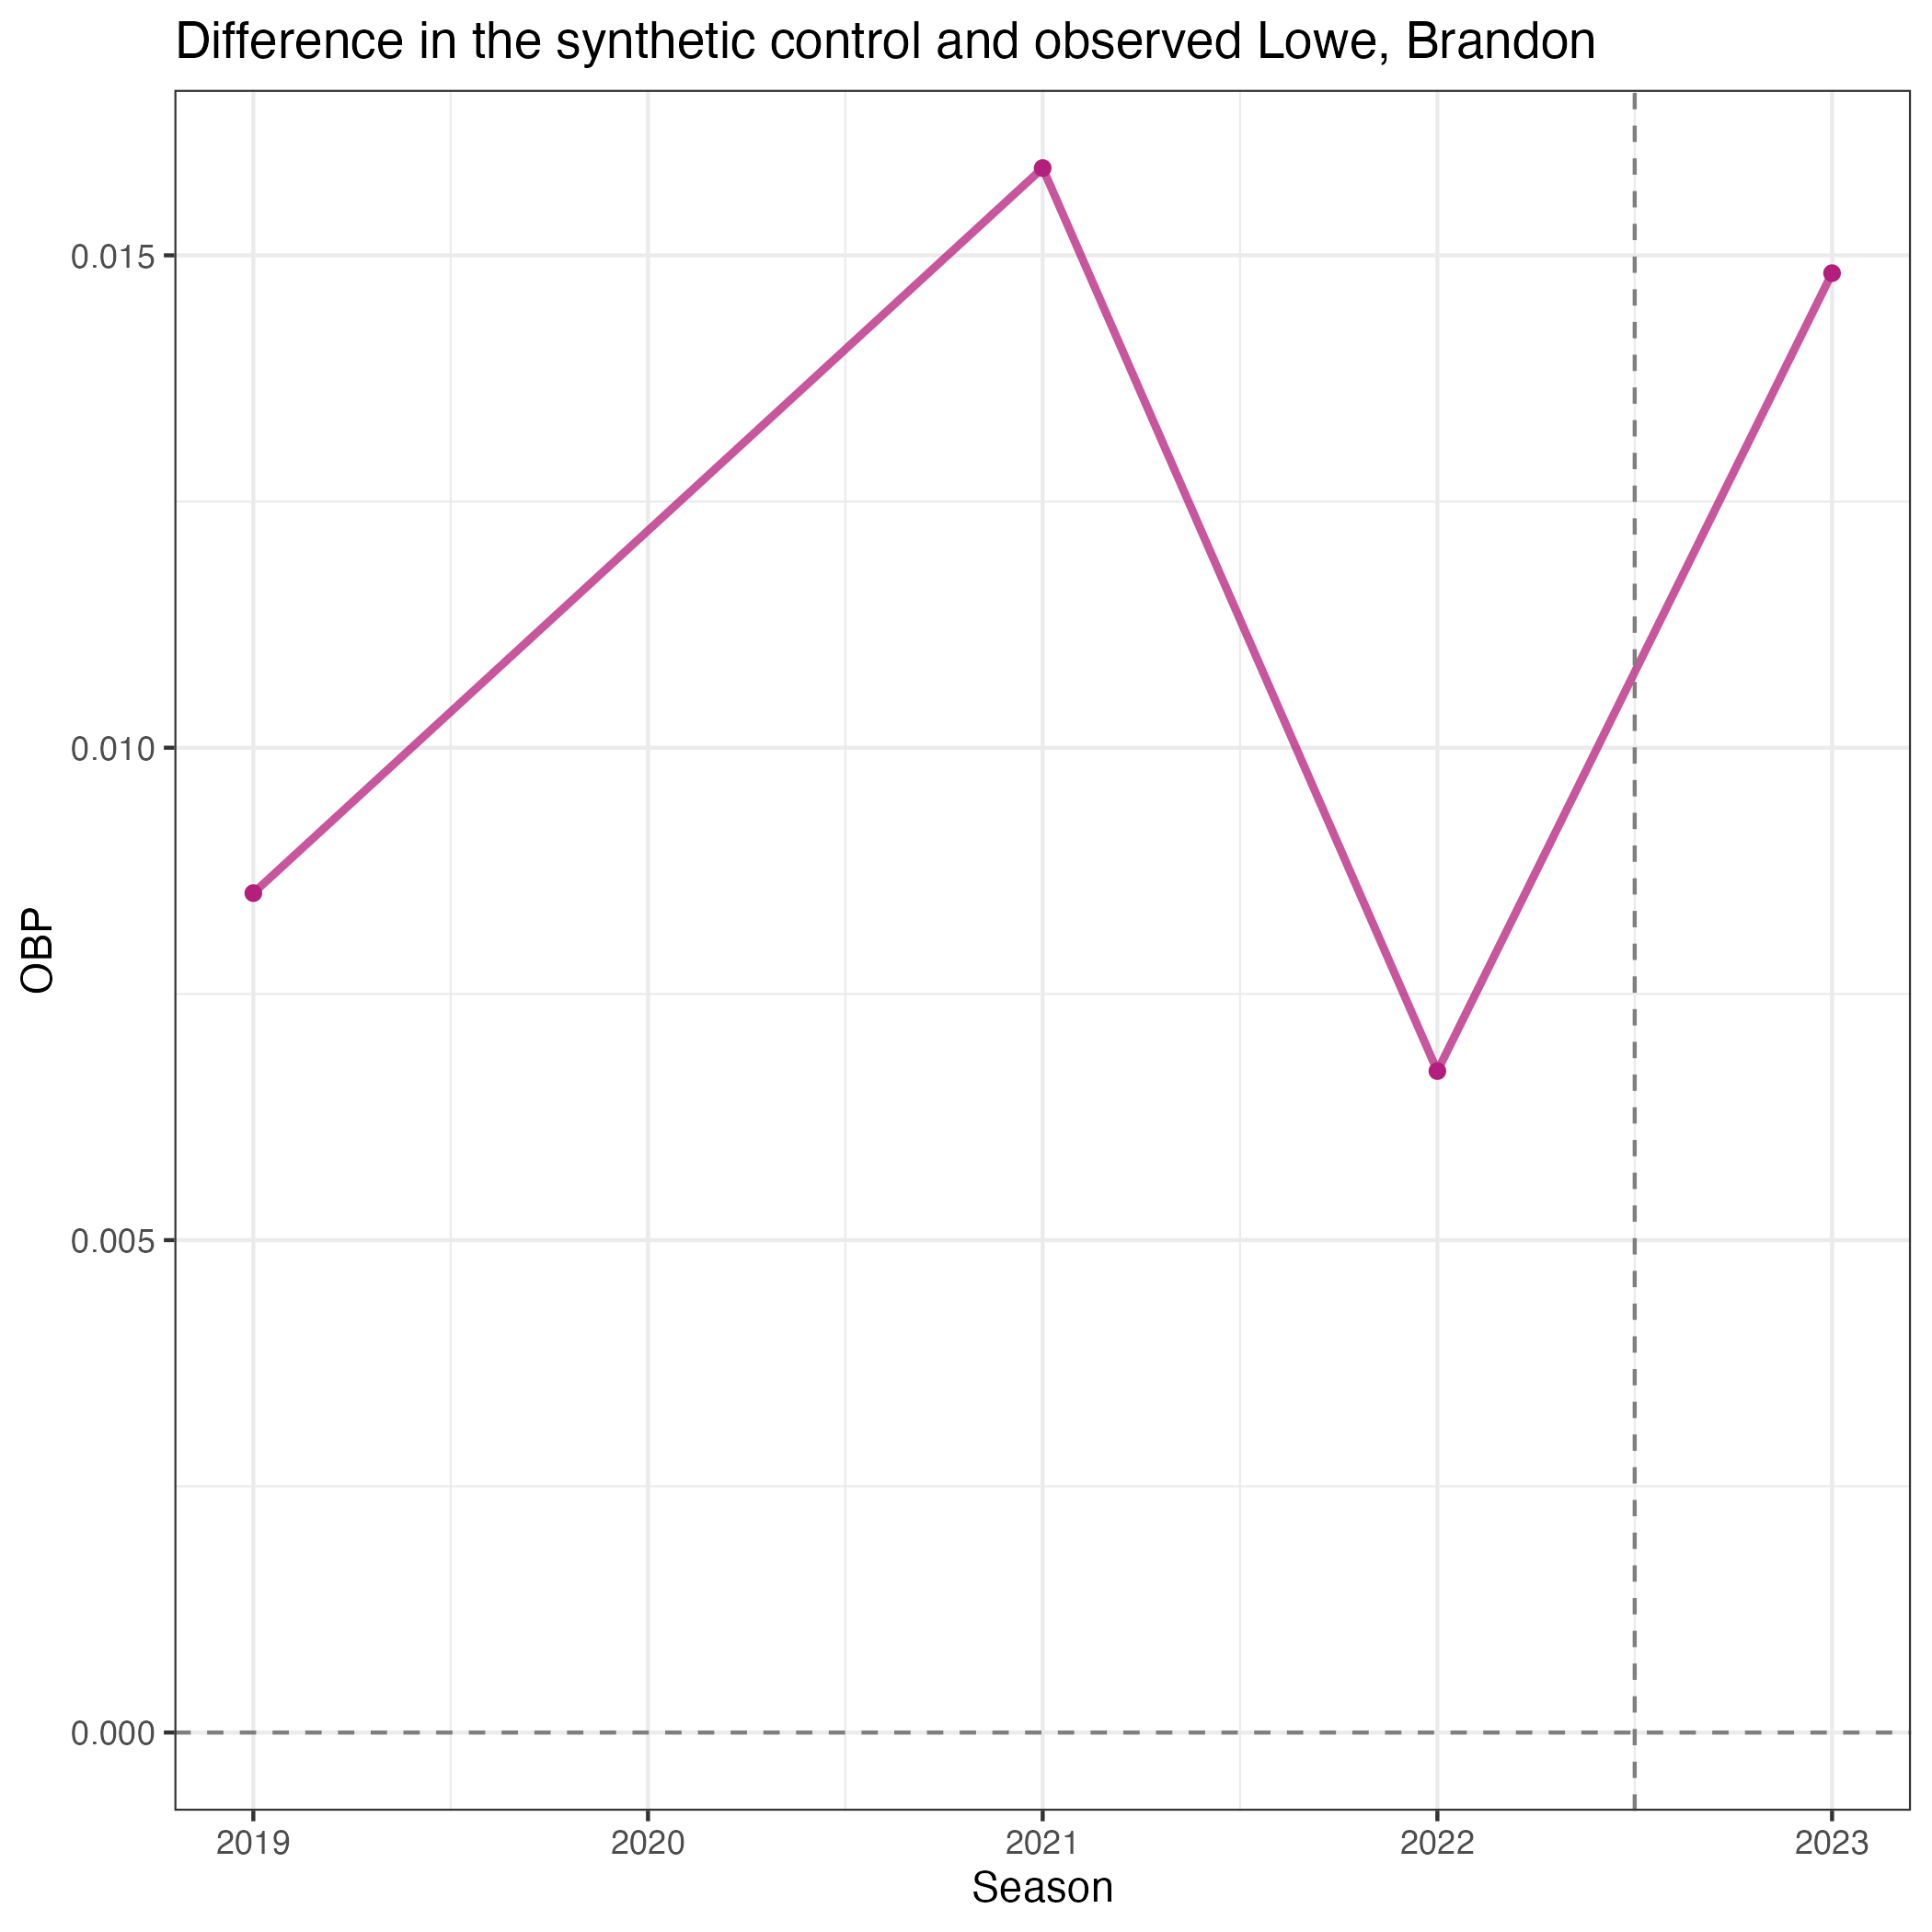 Difference in the synthetic control and observed Lowe, Brandon
OBP
0.015
0.010
0.005
0.000
2019 2020 2021 2022 2023
Season